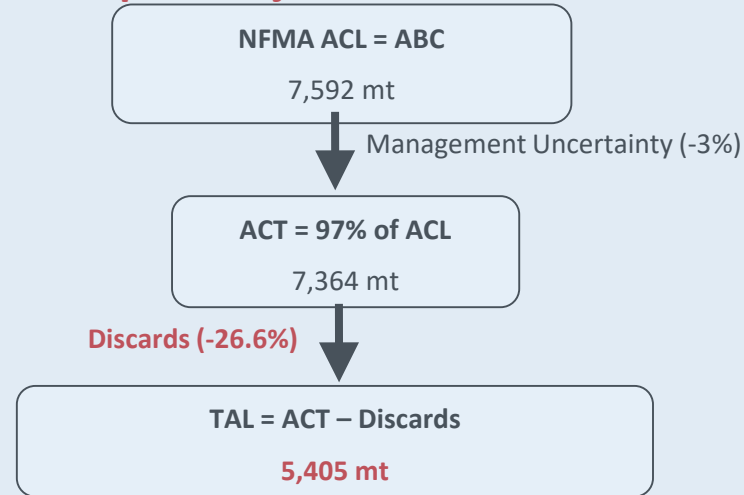 NFMA ACL = ABC
7,592 mt
Management Uncertainty (-3%)
ACT = 97% of ACL
7,364 mt
Discards (-26.6%)
TAL = ACT – Discards
5,405 mt